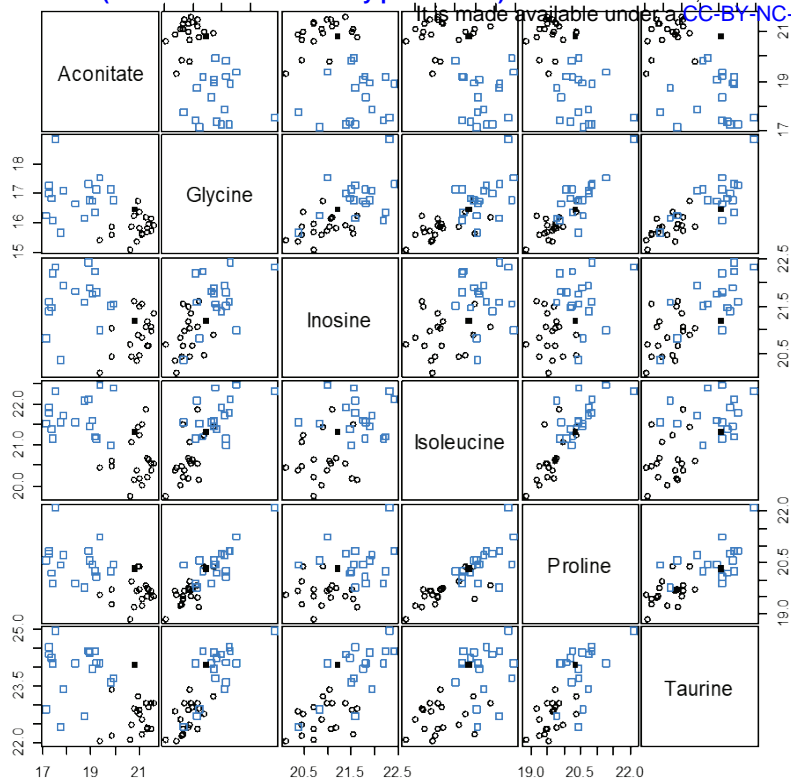 It is made available under a CC-BY-NC-
Aconitate
17 19 21
Glycine
15 16 17 18
Inosine
20.5 21.5 22.5
Isoleucine
20.0 21.0 22.0
Proline
19.0 20.5 22.0
Taurine
22.0 23.5 25.0
17 19 21
20.5 21.5 22.5
19.0 20.5 22.0